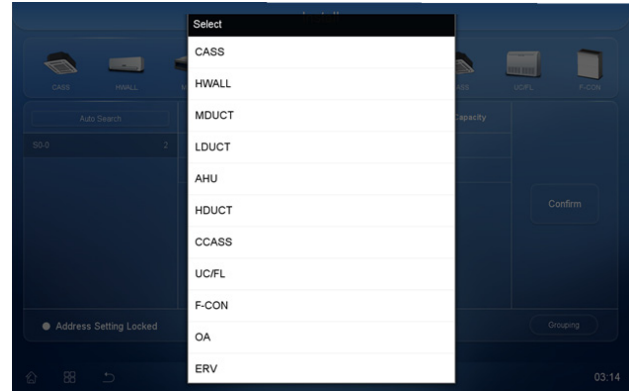 Select
CASS
HWALL
MDUCT
LDUCT
AHU
HDUCT
CCASS
UC/FL
F-CON
OA
ERV
CASS
HWALL
UC/FL
F-CON
Auto Search
Capacity
SG-0 2
Confirm
Address Setting Locked
Grouping
03:14